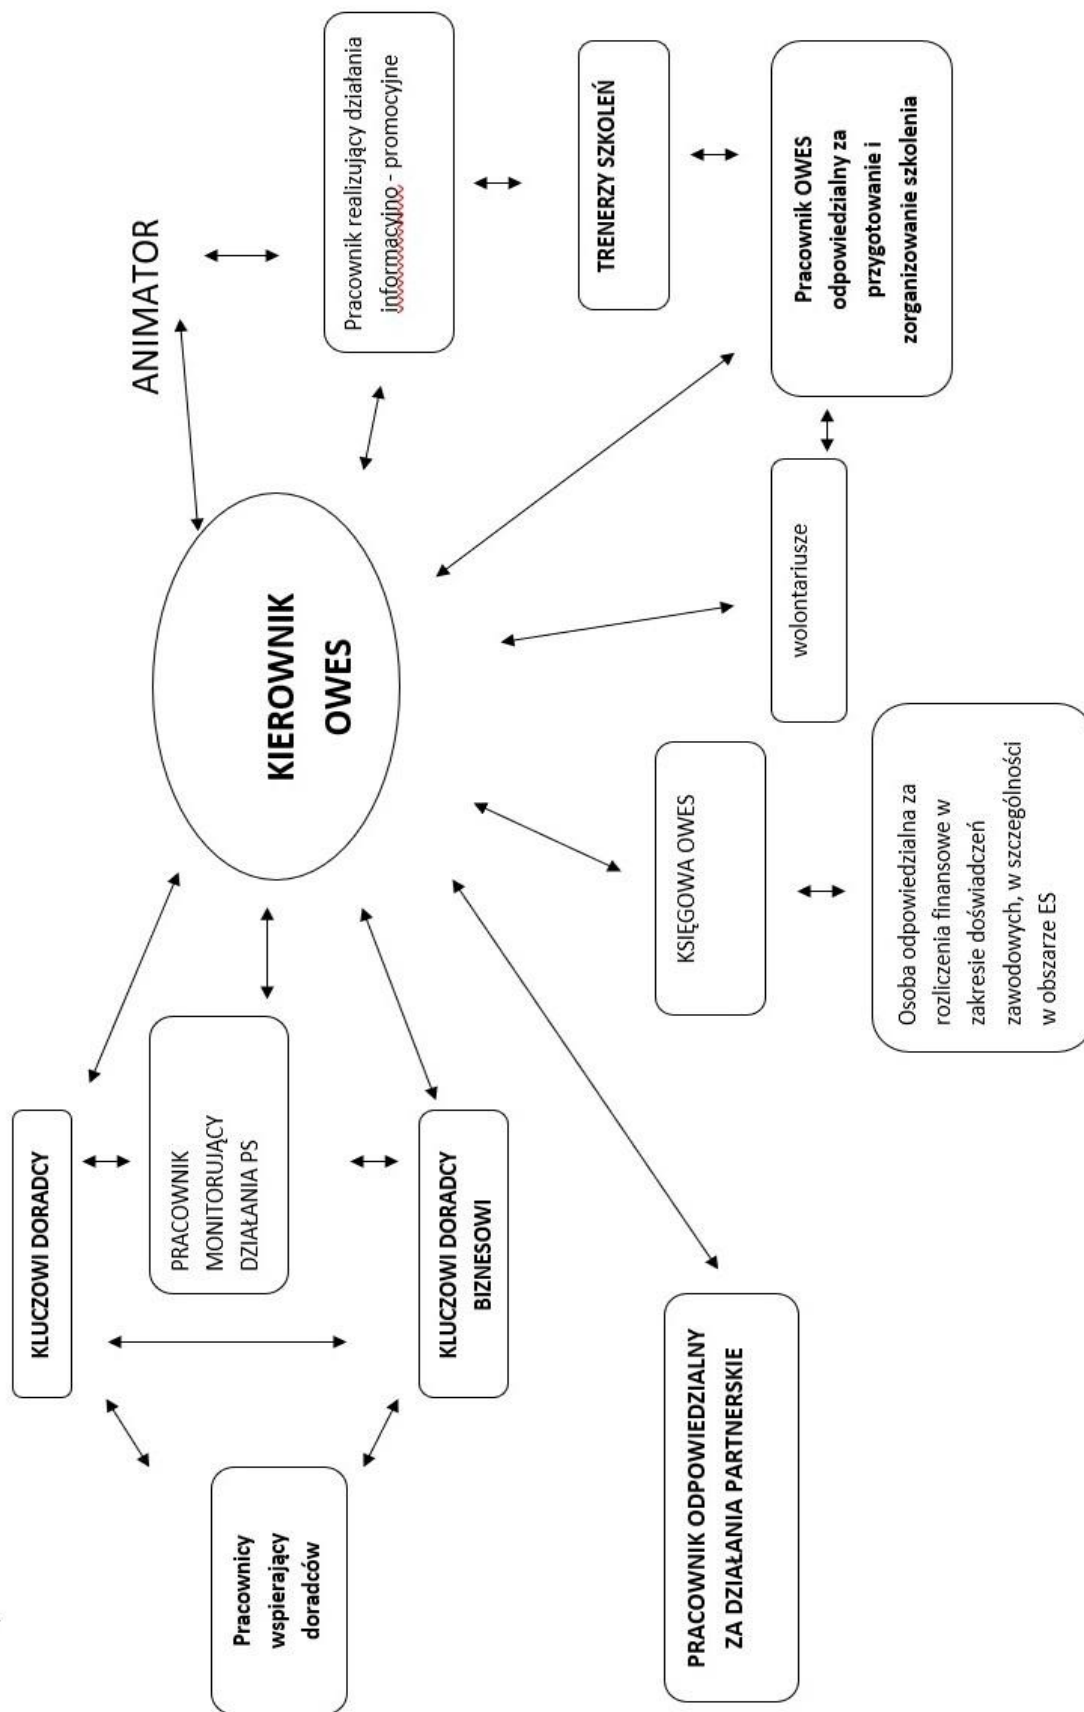 KLUCZOWI DORADCY
PRACOWNIK
MONITORUJĄCY
DZIAŁANIA PS
KLUCZOWI DORADCY
BIZNESOWI
Pracownicy
wspierający
doradców
PRACOWNIK ODPOWIEDZIALNY
ZA DZIAŁANIA PARTNERSKIE
KIEROWNIK
OWES
KSIĘGOWA OWES
Osoba odpowiedzialna za
rozliczenia finansowe w
zakresie doświadczeń
zawodowych, w szczególności
w obszarze ES
wolontariusze
ANIMATOR
Pracownik realizujący działania
informacyjno - promocyjne
TRENERZY SZKOLEŃ
Pracownik OWES
odpowiedzialny za
przygotowanie i
zorganizowanie szkolenia